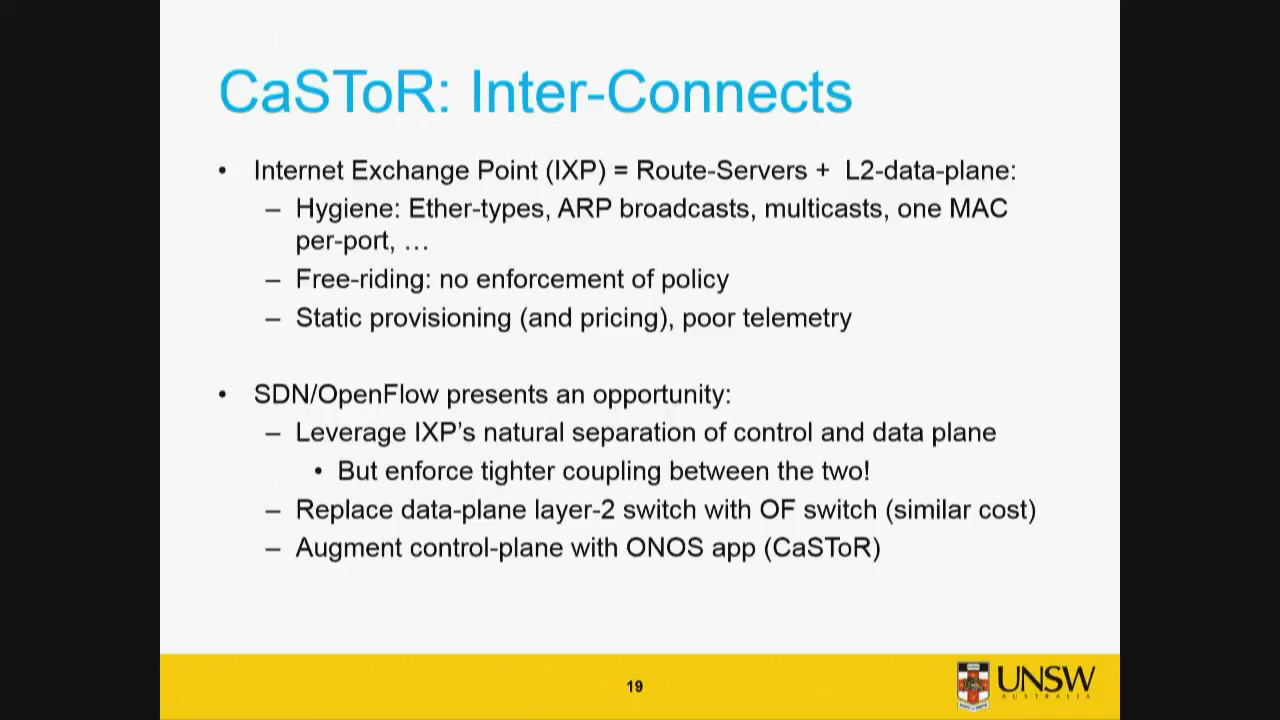 CaSToR: Inter-Connects
• Internet Exchange Point (IXP) = Route-Servers + L2-data-plane:
– Hygiene: Ether-types, ARP broadcasts, multicasts, one MAC
per-port, …
– Free-riding: no enforcement of policy
– Static provisioning (and pricing), poor telemetry
• SDN/OpenFlow presents an opportunity:
– Leverage IXP's natural separation of control and data plane
• But enforce tighter coupling between the two!
– Replace data-plane layer-2 switch with OF switch (similar cost)
– Augment control-plane with ONOS app (CaSToR)
19
UNSW
AUSTRALIA